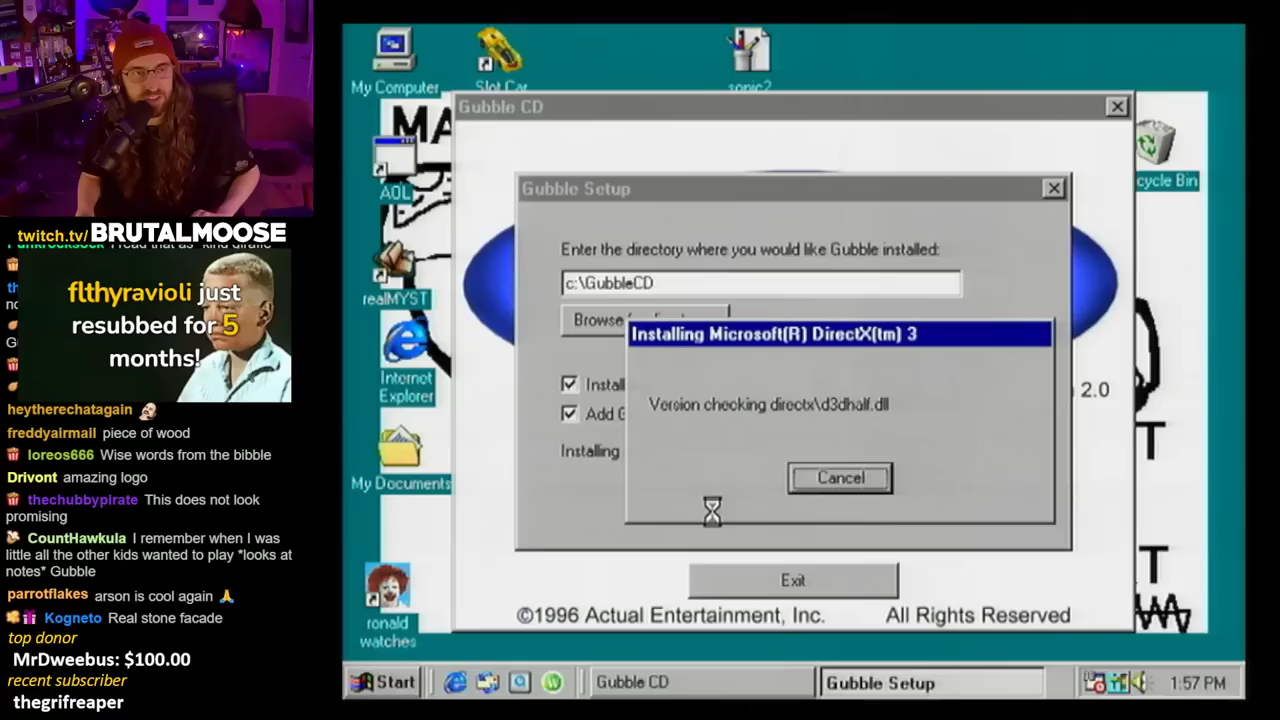 twitch.tv/BRUTALMOOSE
flthyravioli just
resubbed for 5
months!
heytherechatagain
freddyairmail piece of wood
loreos666 Wise words from the bibble
Drivont amazing logo
thechubbypirate This does not look
promising
CountHawkula I remember when I was
little all the other kids wanted to play *looks at
notes* Gubble
parrotflakes arson is cool again
Kogneto Real stone facade
top donor
MrDweebus: $100.00
recent subscriber
thegrifreaper
My Computer
Slot Car
sonic2
AOL
realMYST
Internet
Explorer
My Documents
ronald
watches
cycle Bin
MA
Gubble CD
Gubble Setup
Enter the directory where you would like Gubble installed:
c:\GubbleCD
Browse
Install
Add G
Installing
Installing Microsoft(R) DirectX(tm) 3
Version checking directx\d3dhalf.dll
Cancel
2.0
T
T
Exit
©1996 Actual Entertainment, Inc. All Rights Reserved
Start
Gubble CD
Gubble Setup
1:57 PM